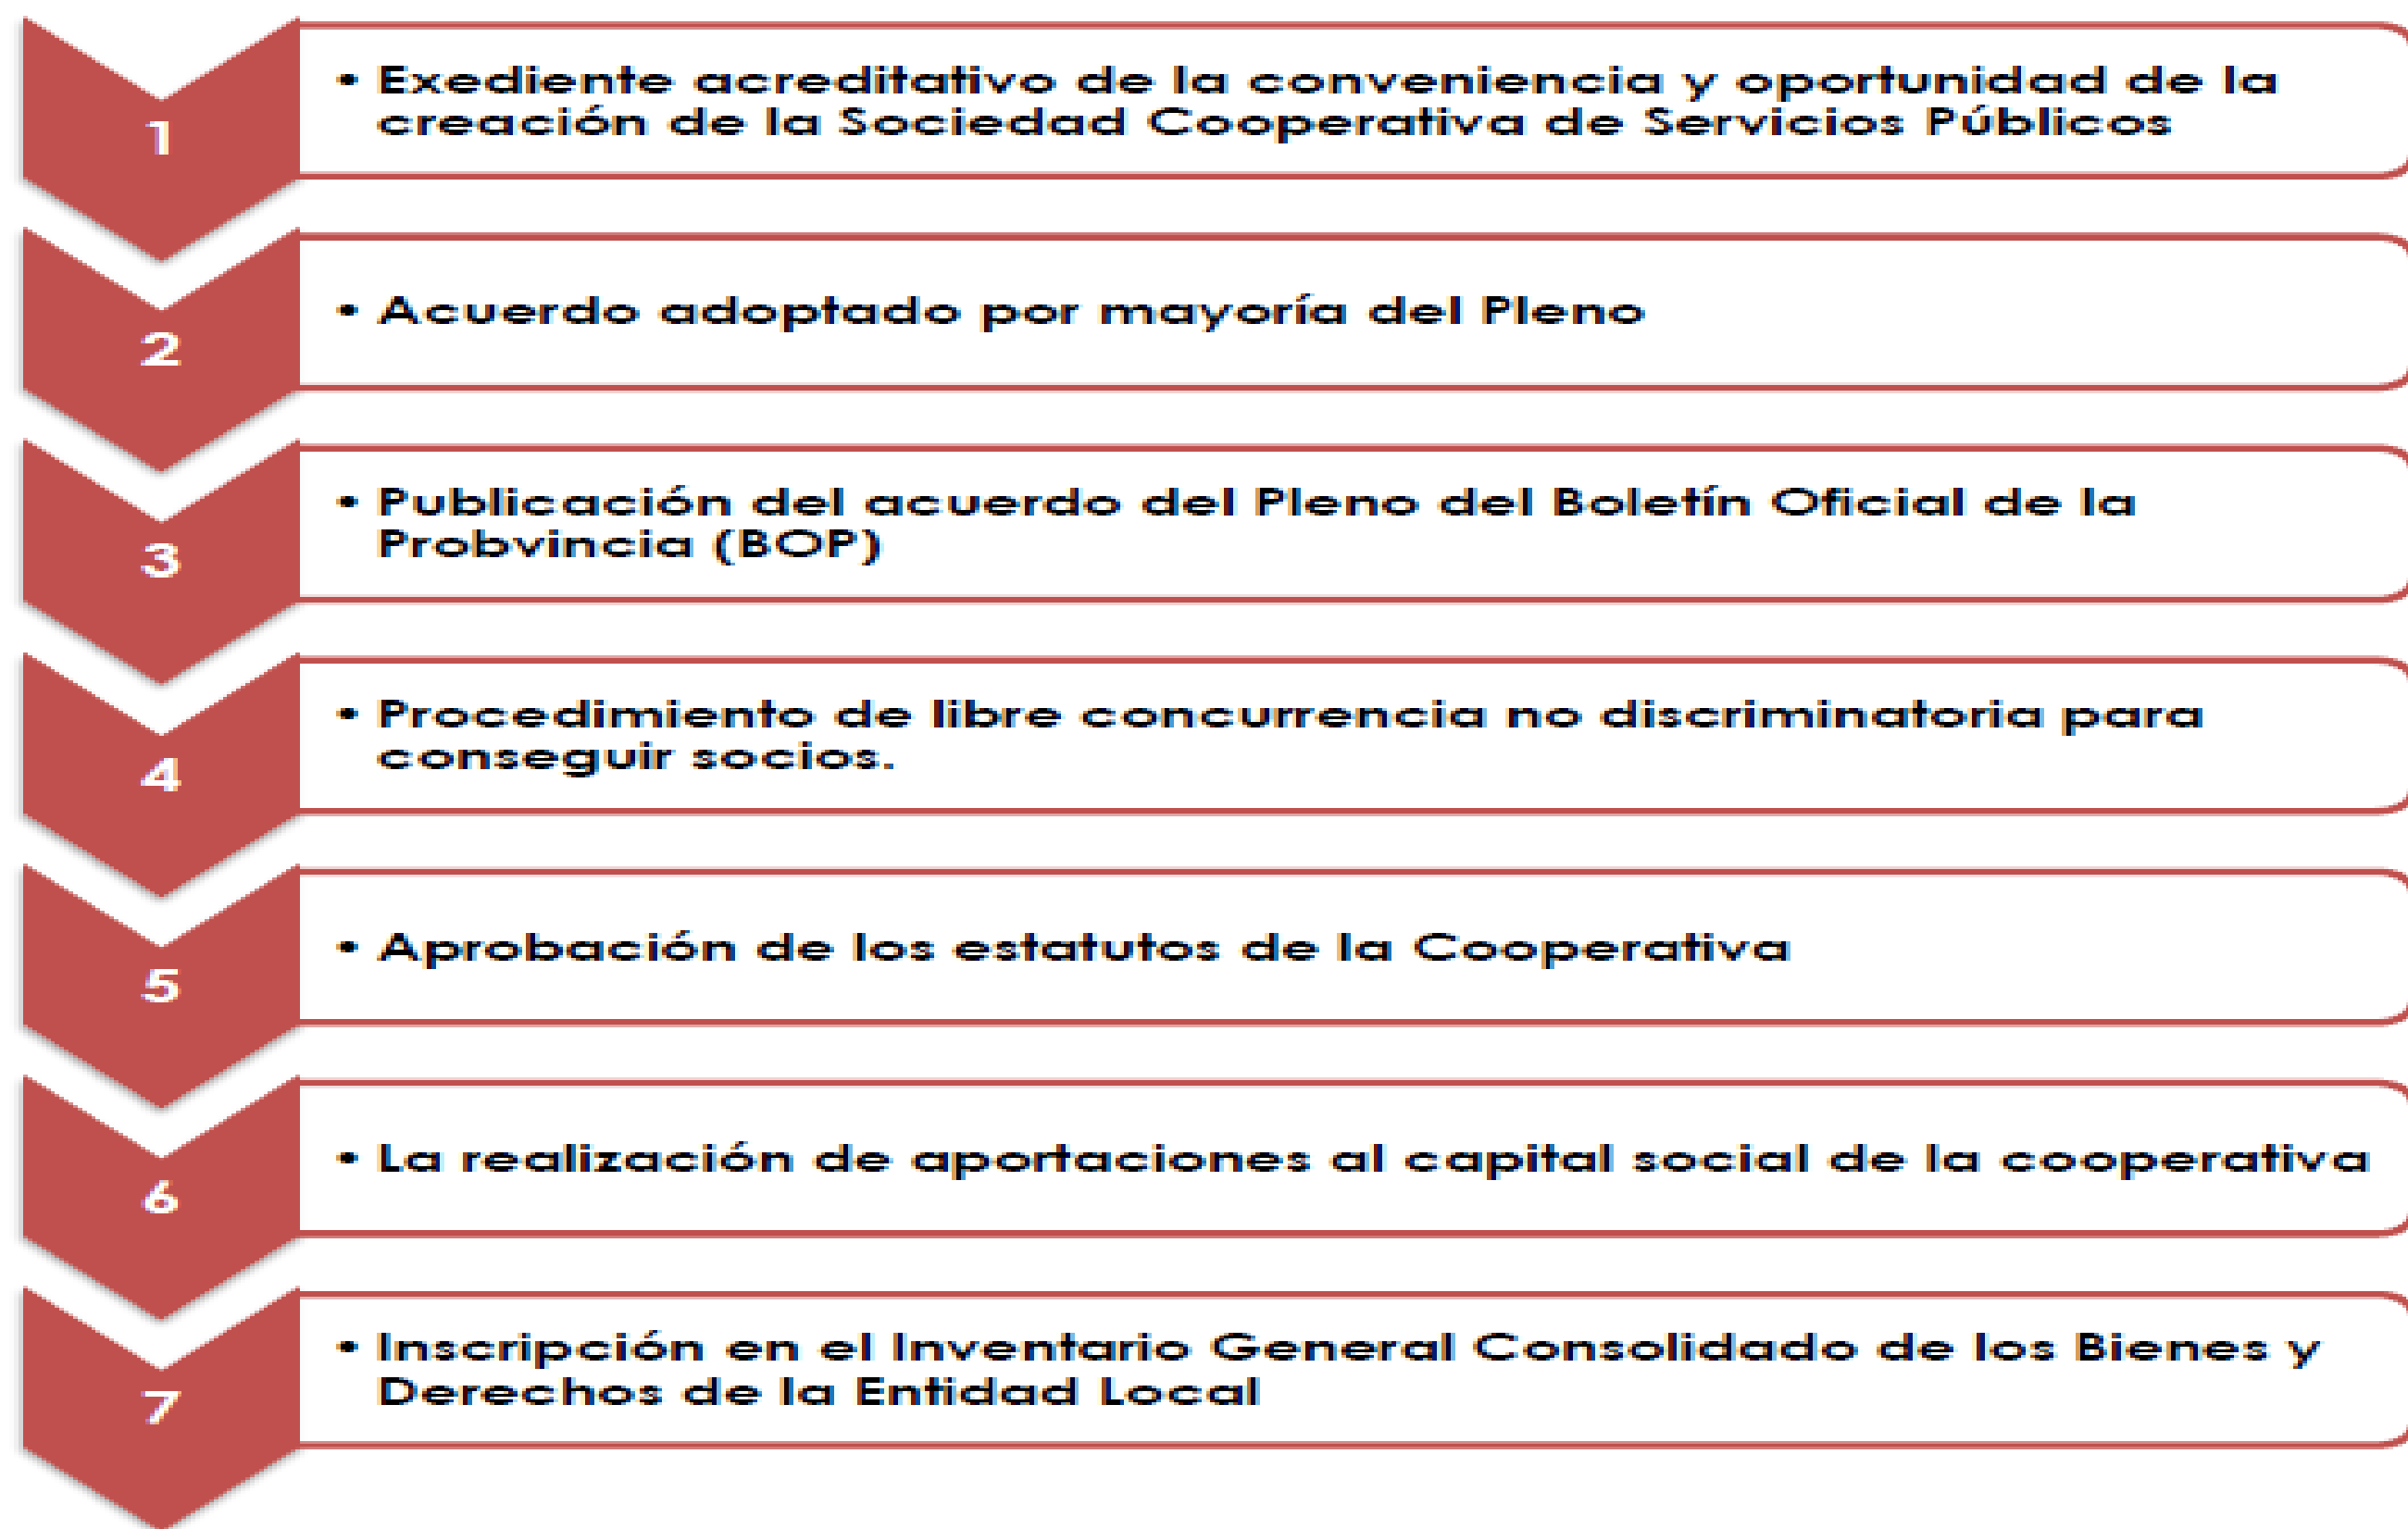 1
• Exediente acreditativo de la conveniencia y oportunidad de la
creación de la Sociedad Cooperativa de Servicios Públicos
2
• Acuerdo adoptado por mayoría del Pleno
3
• Publicación del acuerdo del Pleno del Boletín Oficial de la
Probvincia (BOP)
4
• Procedimiento de libre concurrencia no discriminatoria para
conseguir socios.
5
• Aprobación de los estatutos de la Cooperativa
6
• La realización de aportaciones al capital social de la cooperativa
7
• Inscripción en el Inventario General Consolidado de los Bienes y
Derechos de la Entidad Local